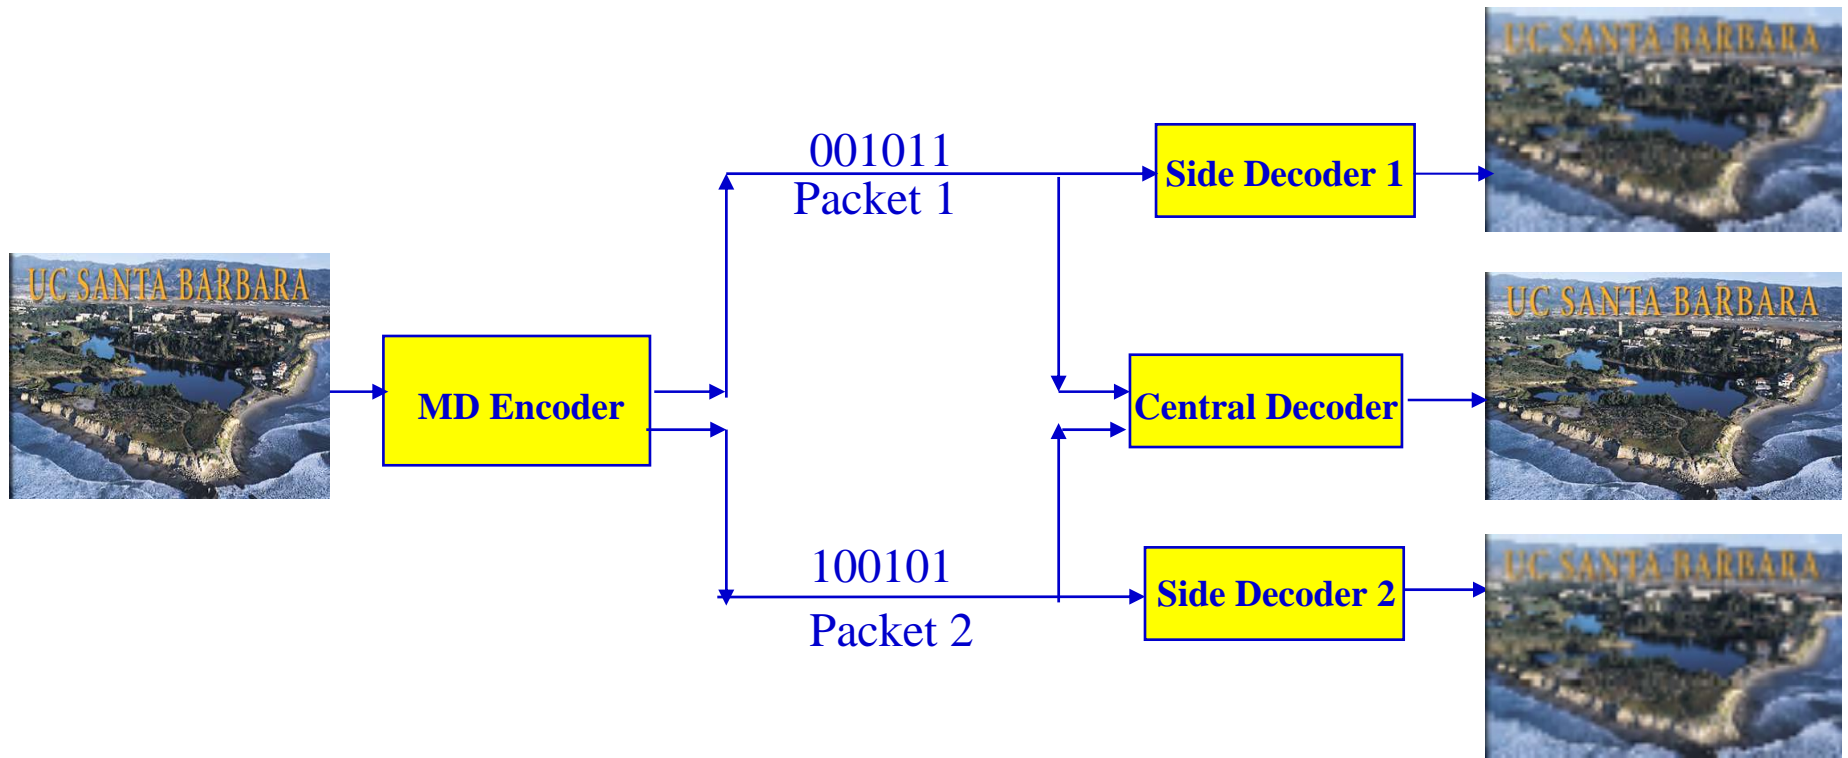 UC SANTA BARBARA
MD Encoder
001011
Packet 1
100101
Packet 2
Side Decoder 1
Central Decoder
Side Decoder 2
UC SANTA BARBARA
UC SANTA BARBARA
UC SANTA BARBARA